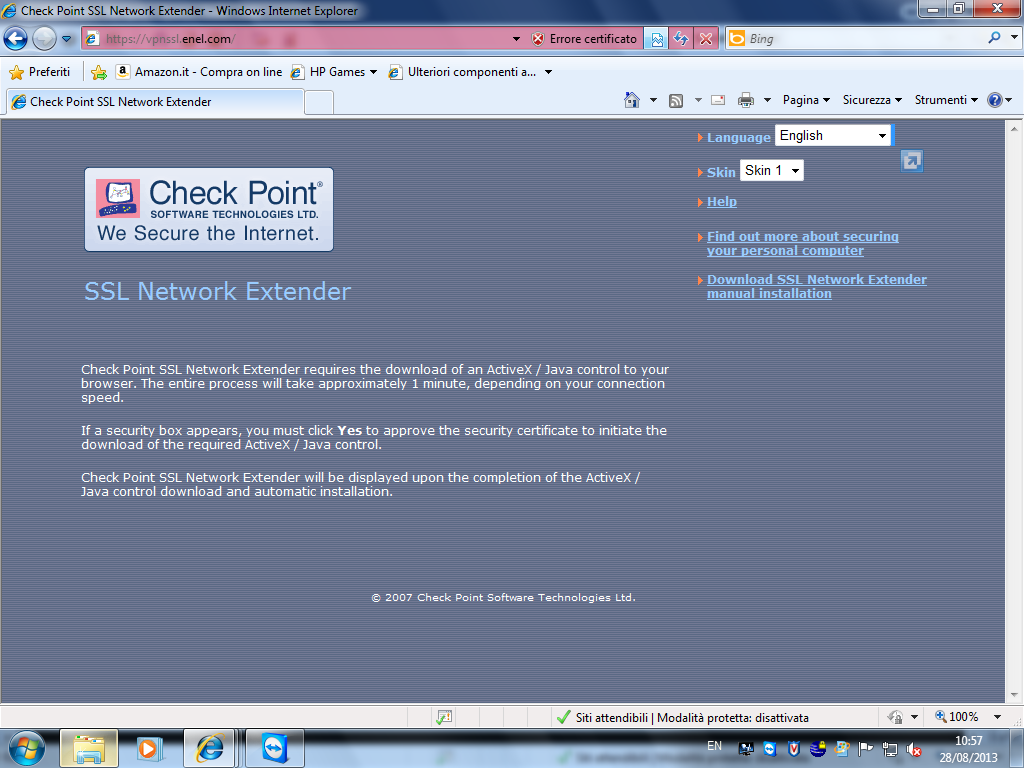 Check Point SSL Network Extender - Windows Internet Explorer
https://vpnssl.enel.com/
Errore certificato
Bing
Preferiti
a Amazon.it - Compra on line
HP Games
Ulteriori componenti a...
Check Point SSL Network Extender
Pagina
Sicurezza
Strumenti
Language English
Skin Skin 1
Help
Find out more about securing
your personal computer
Download SSL Network Extender
manual installation
Check Point®
SOFTWARE TECHNOLOGIES LTD.
We Secure the Internet.
SSL Network Extender
Check Point SSL Network Extender requires the download of an ActiveX / Java control to your
browser. The entire process will take approximately 1 minute, depending on your connection
speed.
If a security box appears, you must click Yes to approve the security certificate to initiate the
download of the required ActiveX / Java control.
Check Point SSL Network Extender will be displayed upon the completion of the ActiveX /
Java control download and automatic installation.
© 2007 Check Point Software Technologies Ltd.
Siti attendibili | Modalità protetta: disattivata
100%
EN
10:57
28/08/2013